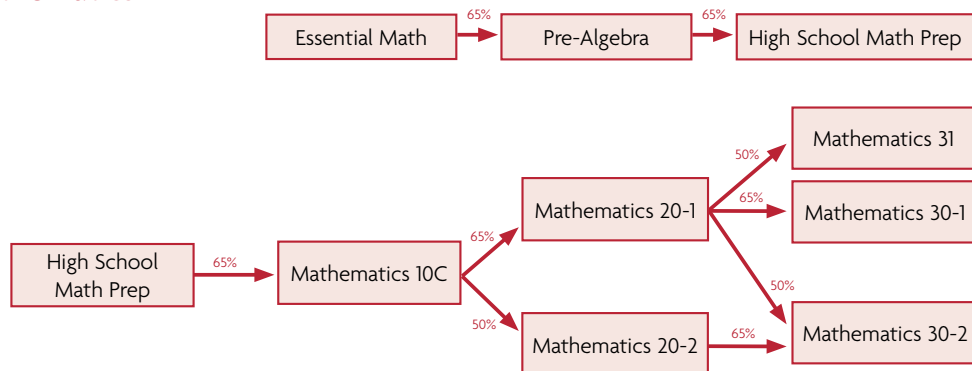 65%
65%
Essential Math
Pre-Algebra
High School Math Prep
Mathematics 31
50%
Mathematics 20-1
65%
Mathematics 30-1
65%
High School
Math Prep
65%
Mathematics 10C
50%
50%
Mathematics 20-2
65%
Mathematics 30-2